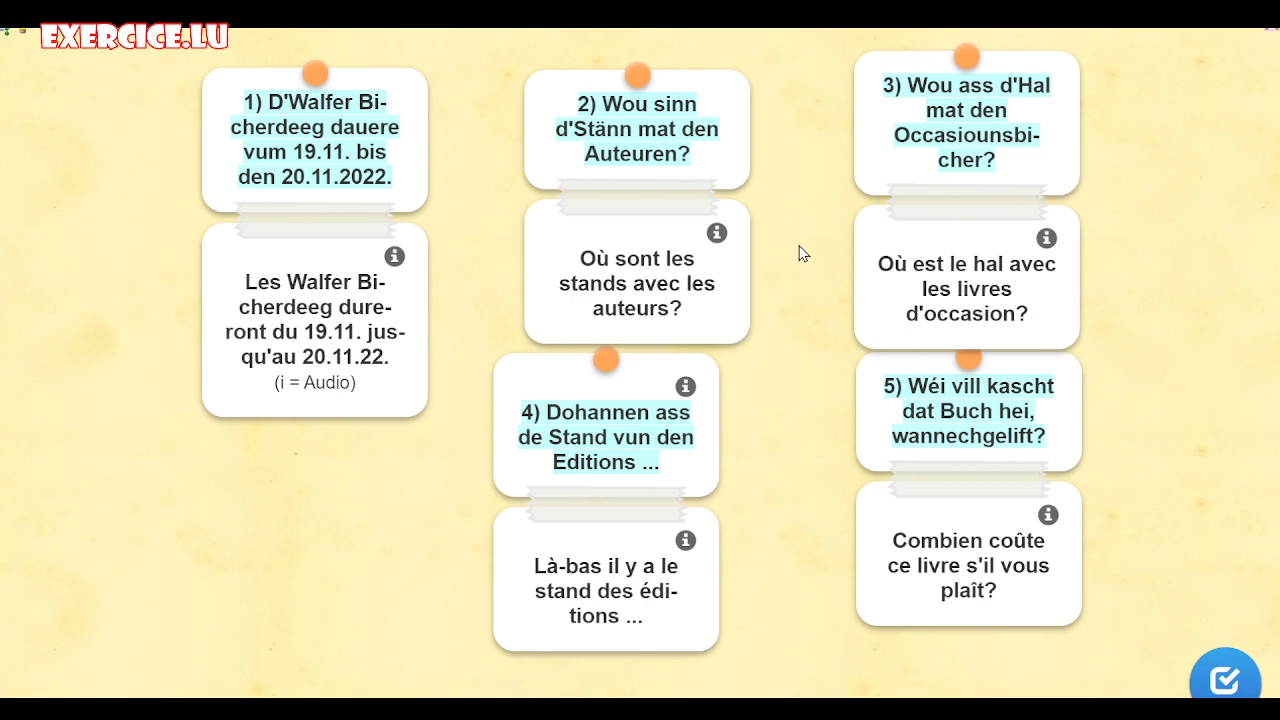 EXERCICE.LU
1) D'Walfer Bi-
cherdeeg dauere
vum 19.11. bis
den 20.11.2022.
Les Walfer Bi-
cherdeeg dure-
ront du 19.11. jus-
qu'au 20.11.22.
(i = Audio)
2) Wou sinn
d'Stänn mat den
Auteuren?
Où sont les
stands avec les
auteurs?
3) Wou ass d'Hal
mat den
Occasiounsbi-
cher?
Où est le hal avec
les livres
d'occasion?
4) Dohannen ass
de Stand vun den
Editions ...
Là-bas il y a le
stand des édi-
tions ...
5) Wéi vill kascht
dat Buch hei,
wannechgelift?
Combien coûte
ce livre s'il vous
plaît?